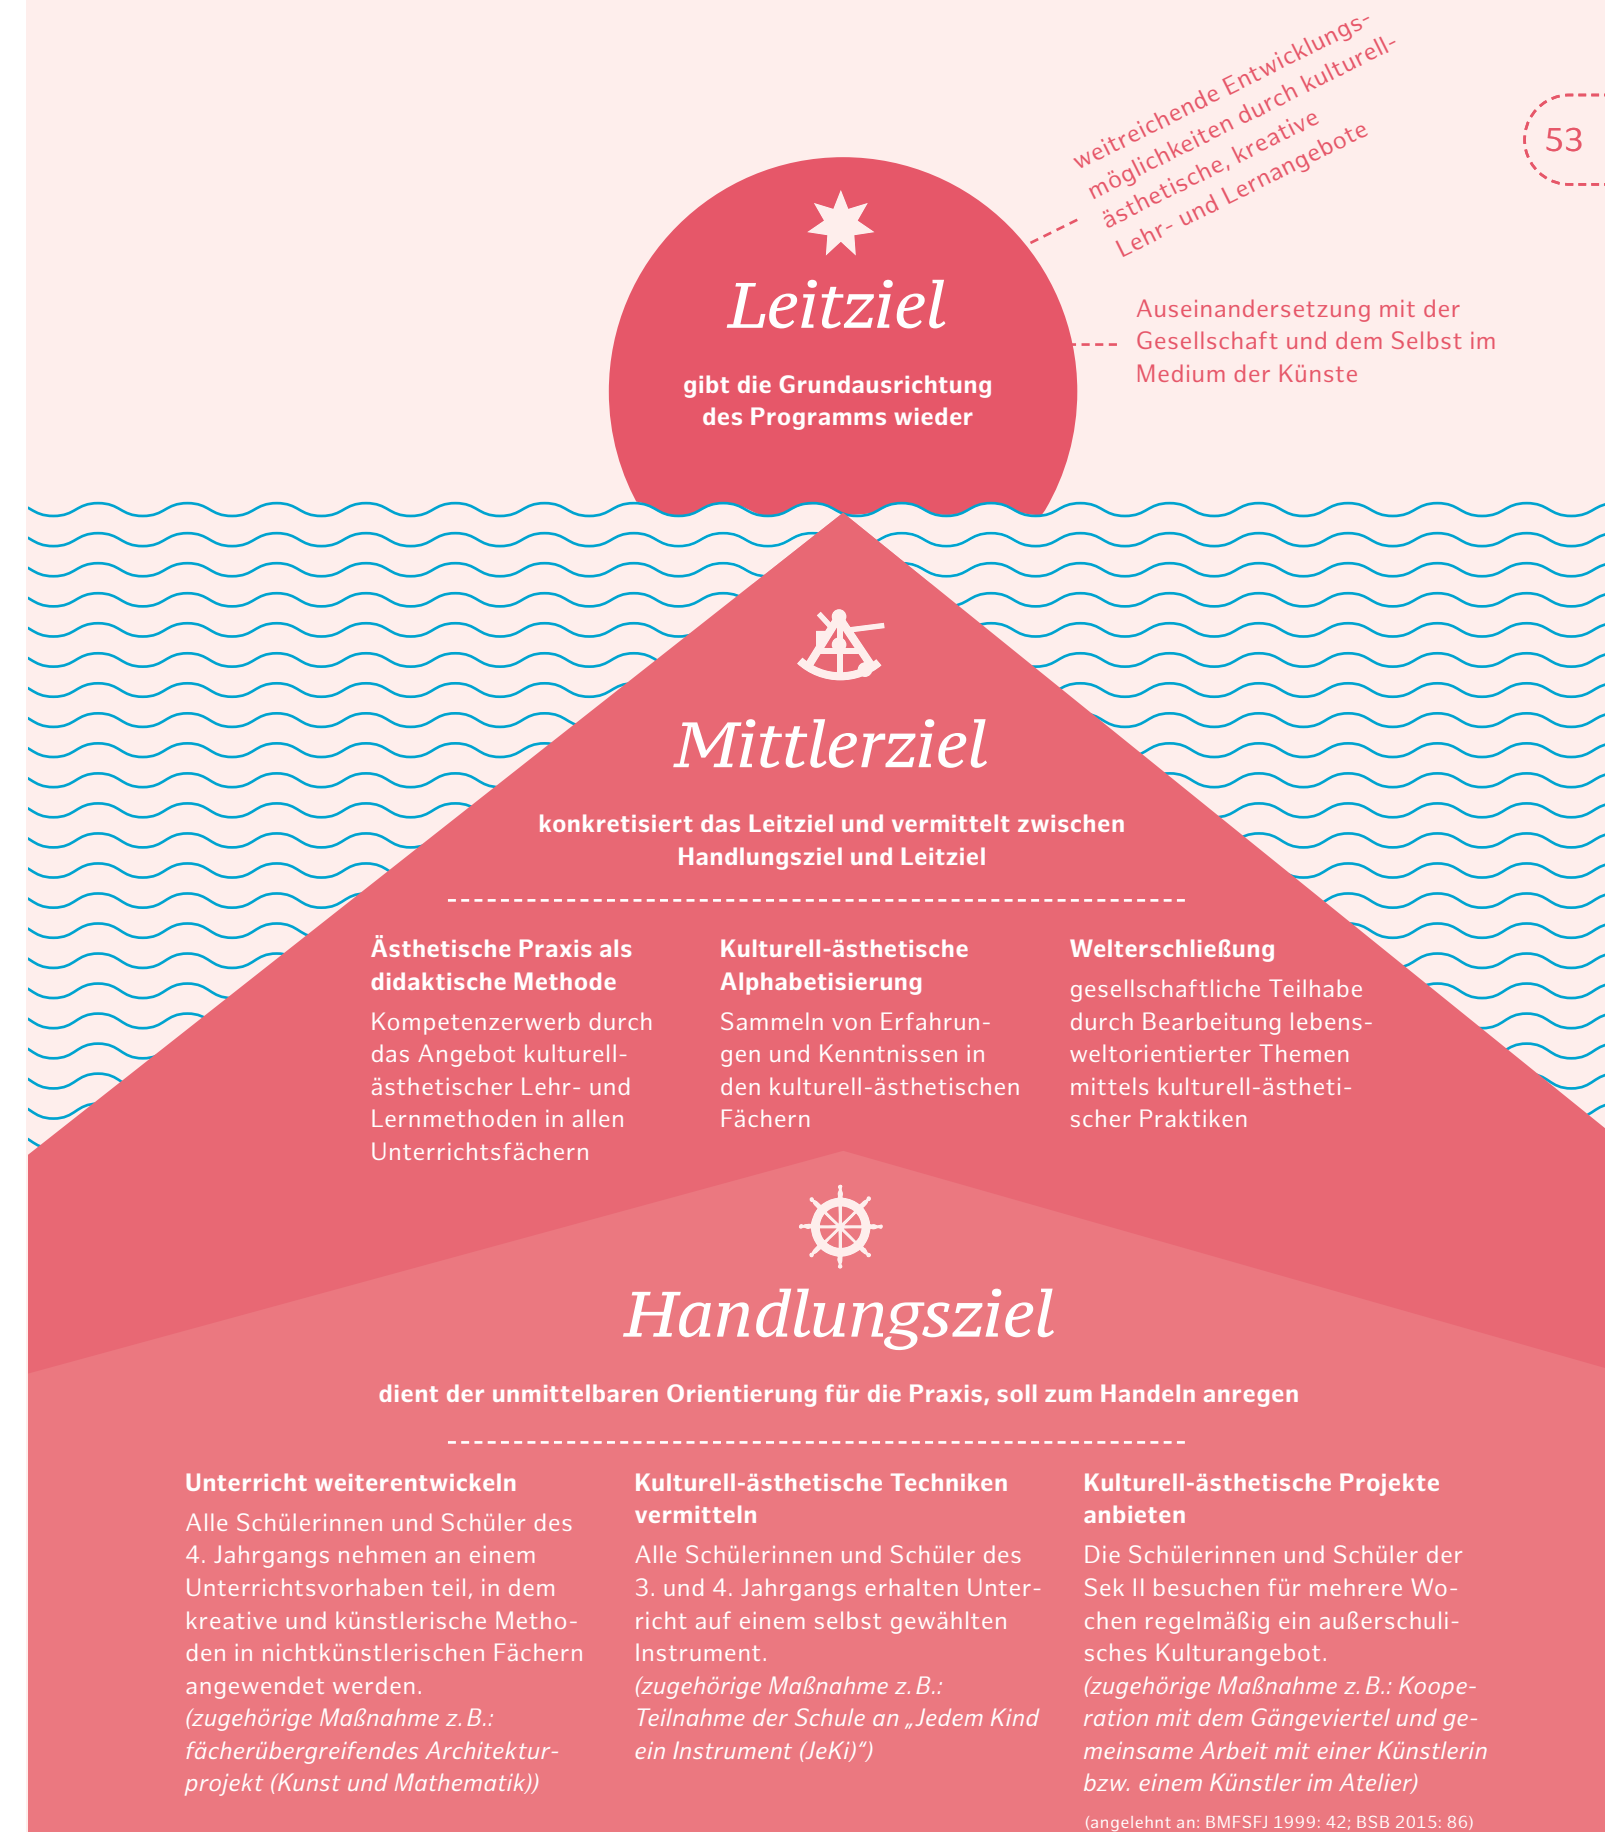 weitreichende Entwicklungs-
möglichkeiten durch kulturell-
ästhetische, kreative
Lehr- und Lernangebote
53
Leitziel
gibt die Grundausrichtung
des Programms wieder
Auseinandersetzung mit der
Gesellschaft und dem Selbst im
Medium der Künste
Mittlerziel
konkretisiert das Leitziel und vermittelt zwischen
Handlungsziel und Leitziel
Ästhetische Praxis als
didaktische Methode
Kompetenzerwerb durch
das Angebot kulturell-
ästhetischer Lehr- und
Lernmethoden in allen
Unterrichtsfächern
Kulturell-ästhetische
Alphabetisierung
Sammeln von Erfahrun-
gen und Kenntnissen in
den kulturell-ästhetischen
Fächern
Welterschließung
gesellschaftliche Teilhabe
durch Bearbeitung lebens-
weltorientierter Themen
mittels kulturell-ästheti-
scher Praktiken
Handlungsziel
dient der unmittelbaren Orientierung für die Praxis, soll zum Handeln anregen
Unterricht weiterentwickeln
Alle Schülerinnen und Schüler des
4. Jahrgangs nehmen an einem
Unterrichtsvorhaben teil, in dem
kreative und künstlerische Metho-
den in nichtkünstlerischen Fächern
angewendet werden.
(zugehörige Maßnahme z. B.:
fächerübergreifendes Architektur-
projekt (Kunst und Mathematik))
Kulturell-ästhetische Techniken
vermitteln
Alle Schülerinnen und Schüler des
3. und 4. Jahrgangs erhalten Unter-
richt auf einem selbst gewählten
Instrument.
(zugehörige Maßnahme z. B.:
Teilnahme der Schule an „Jedem Kind
ein Instrument (JeKi)“)
Kulturell-ästhetische Projekte
anbieten
Die Schülerinnen und Schüler der
Sek II besuchen für mehrere Wo-
chen regelmäßig ein außerschuli-
sches Kulturangebot.
(zugehörige Maßnahme z. B.: Koope-
ration mit dem Gängeviertel und ge-
meinsame Arbeit mit einer Künstlerin
bzw. einem Künstler im Atelier)
(angelehnt an: BMFSFJ 1999: 42; BSB 2015: 86)